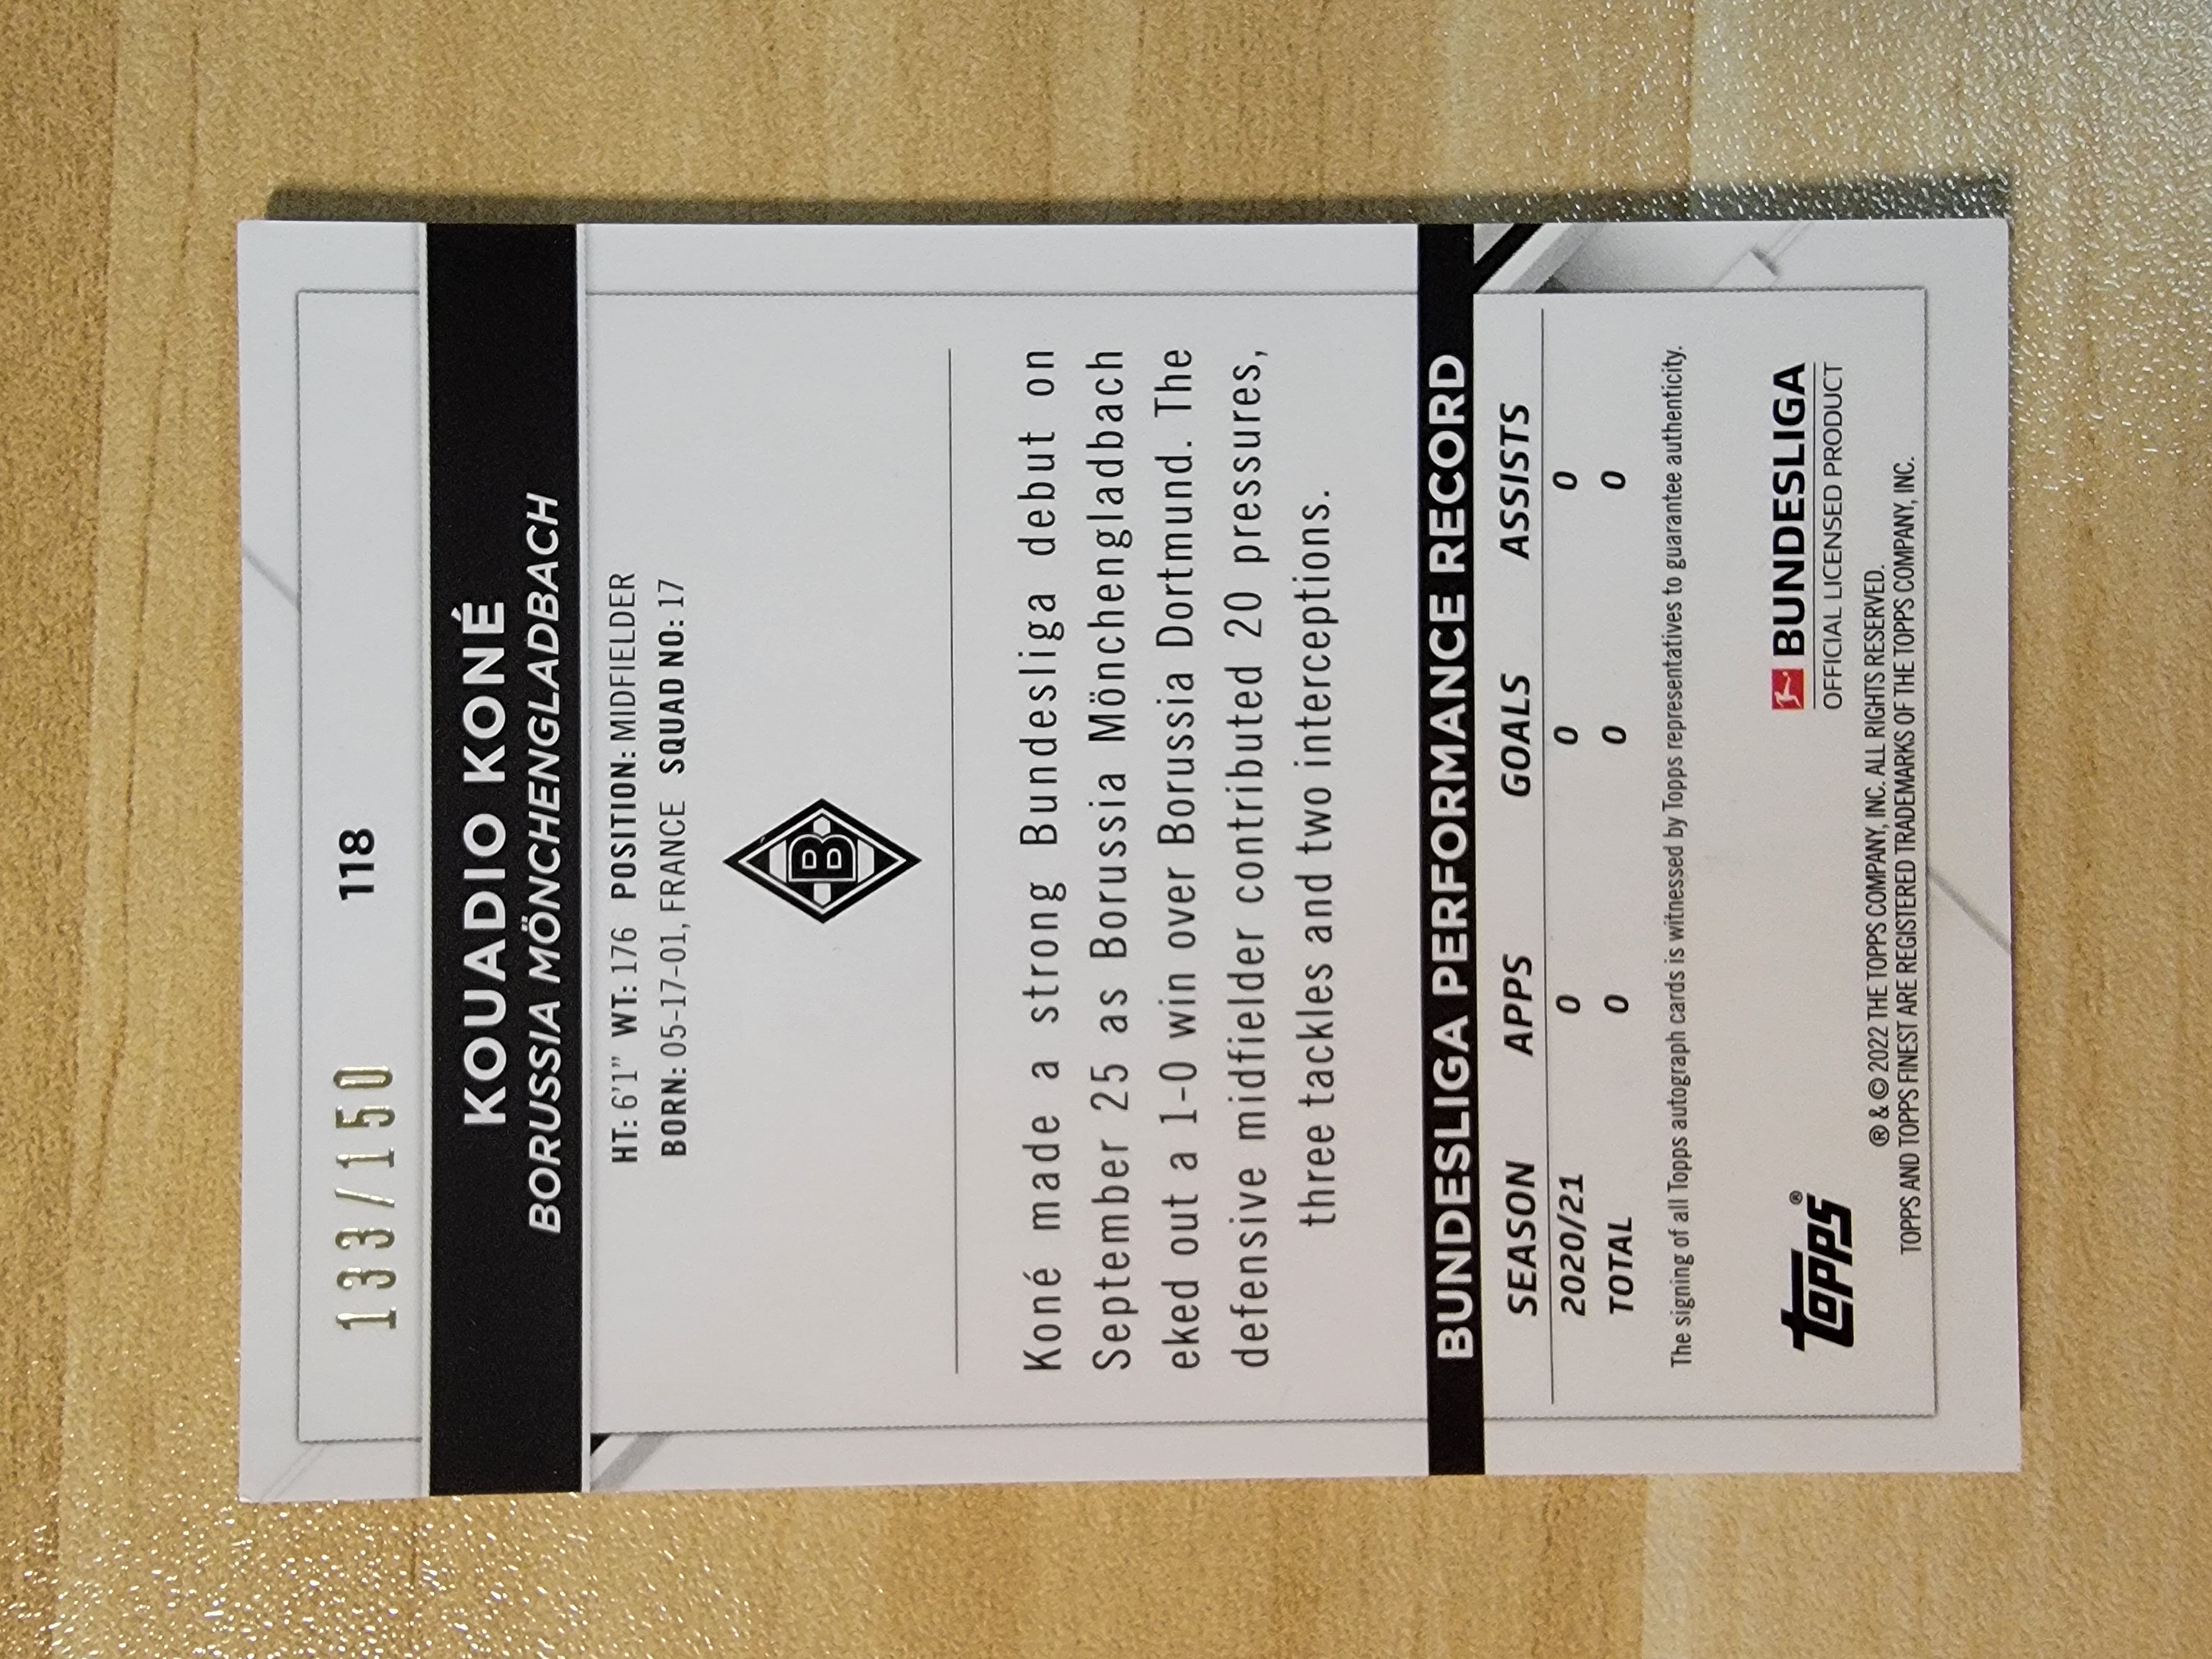 133/150
118
KOUADIO KONÉ
BORUSSIA MÖNCHENGLADBACH
HT: 6'1" WT: 176 POSITION: MIDFIELDER
BORN: 05-17-01, FRANCE SQUAD NO: 17
B
Koné made a strong Bundesliga debut on
September 25 as Borussia Mönchengladbach
eked out a 1-0 win over Borussia Dortmund. The
defensive midfielder contributed 20 pressures,
three tackles and two interceptions.
BUNDESLIGA PERFORMANCE RECORD
SEASON APPS GOALS ASSISTS
2020/21 0 0 0
TOTAL 0 0 0
The signing of all Topps autograph cards is witnessed by Topps representatives to guarantee authenticity.
topps®
BUNDESLIGA
OFFICIAL LICENSED PRODUCT
® & © 2022 THE TOPPS COMPANY, INC. ALL RIGHTS RESERVED.
TOPPS AND TOPPS FINEST ARE REGISTERED TRADEMARKS OF THE TOPPS COMPANY, INC.